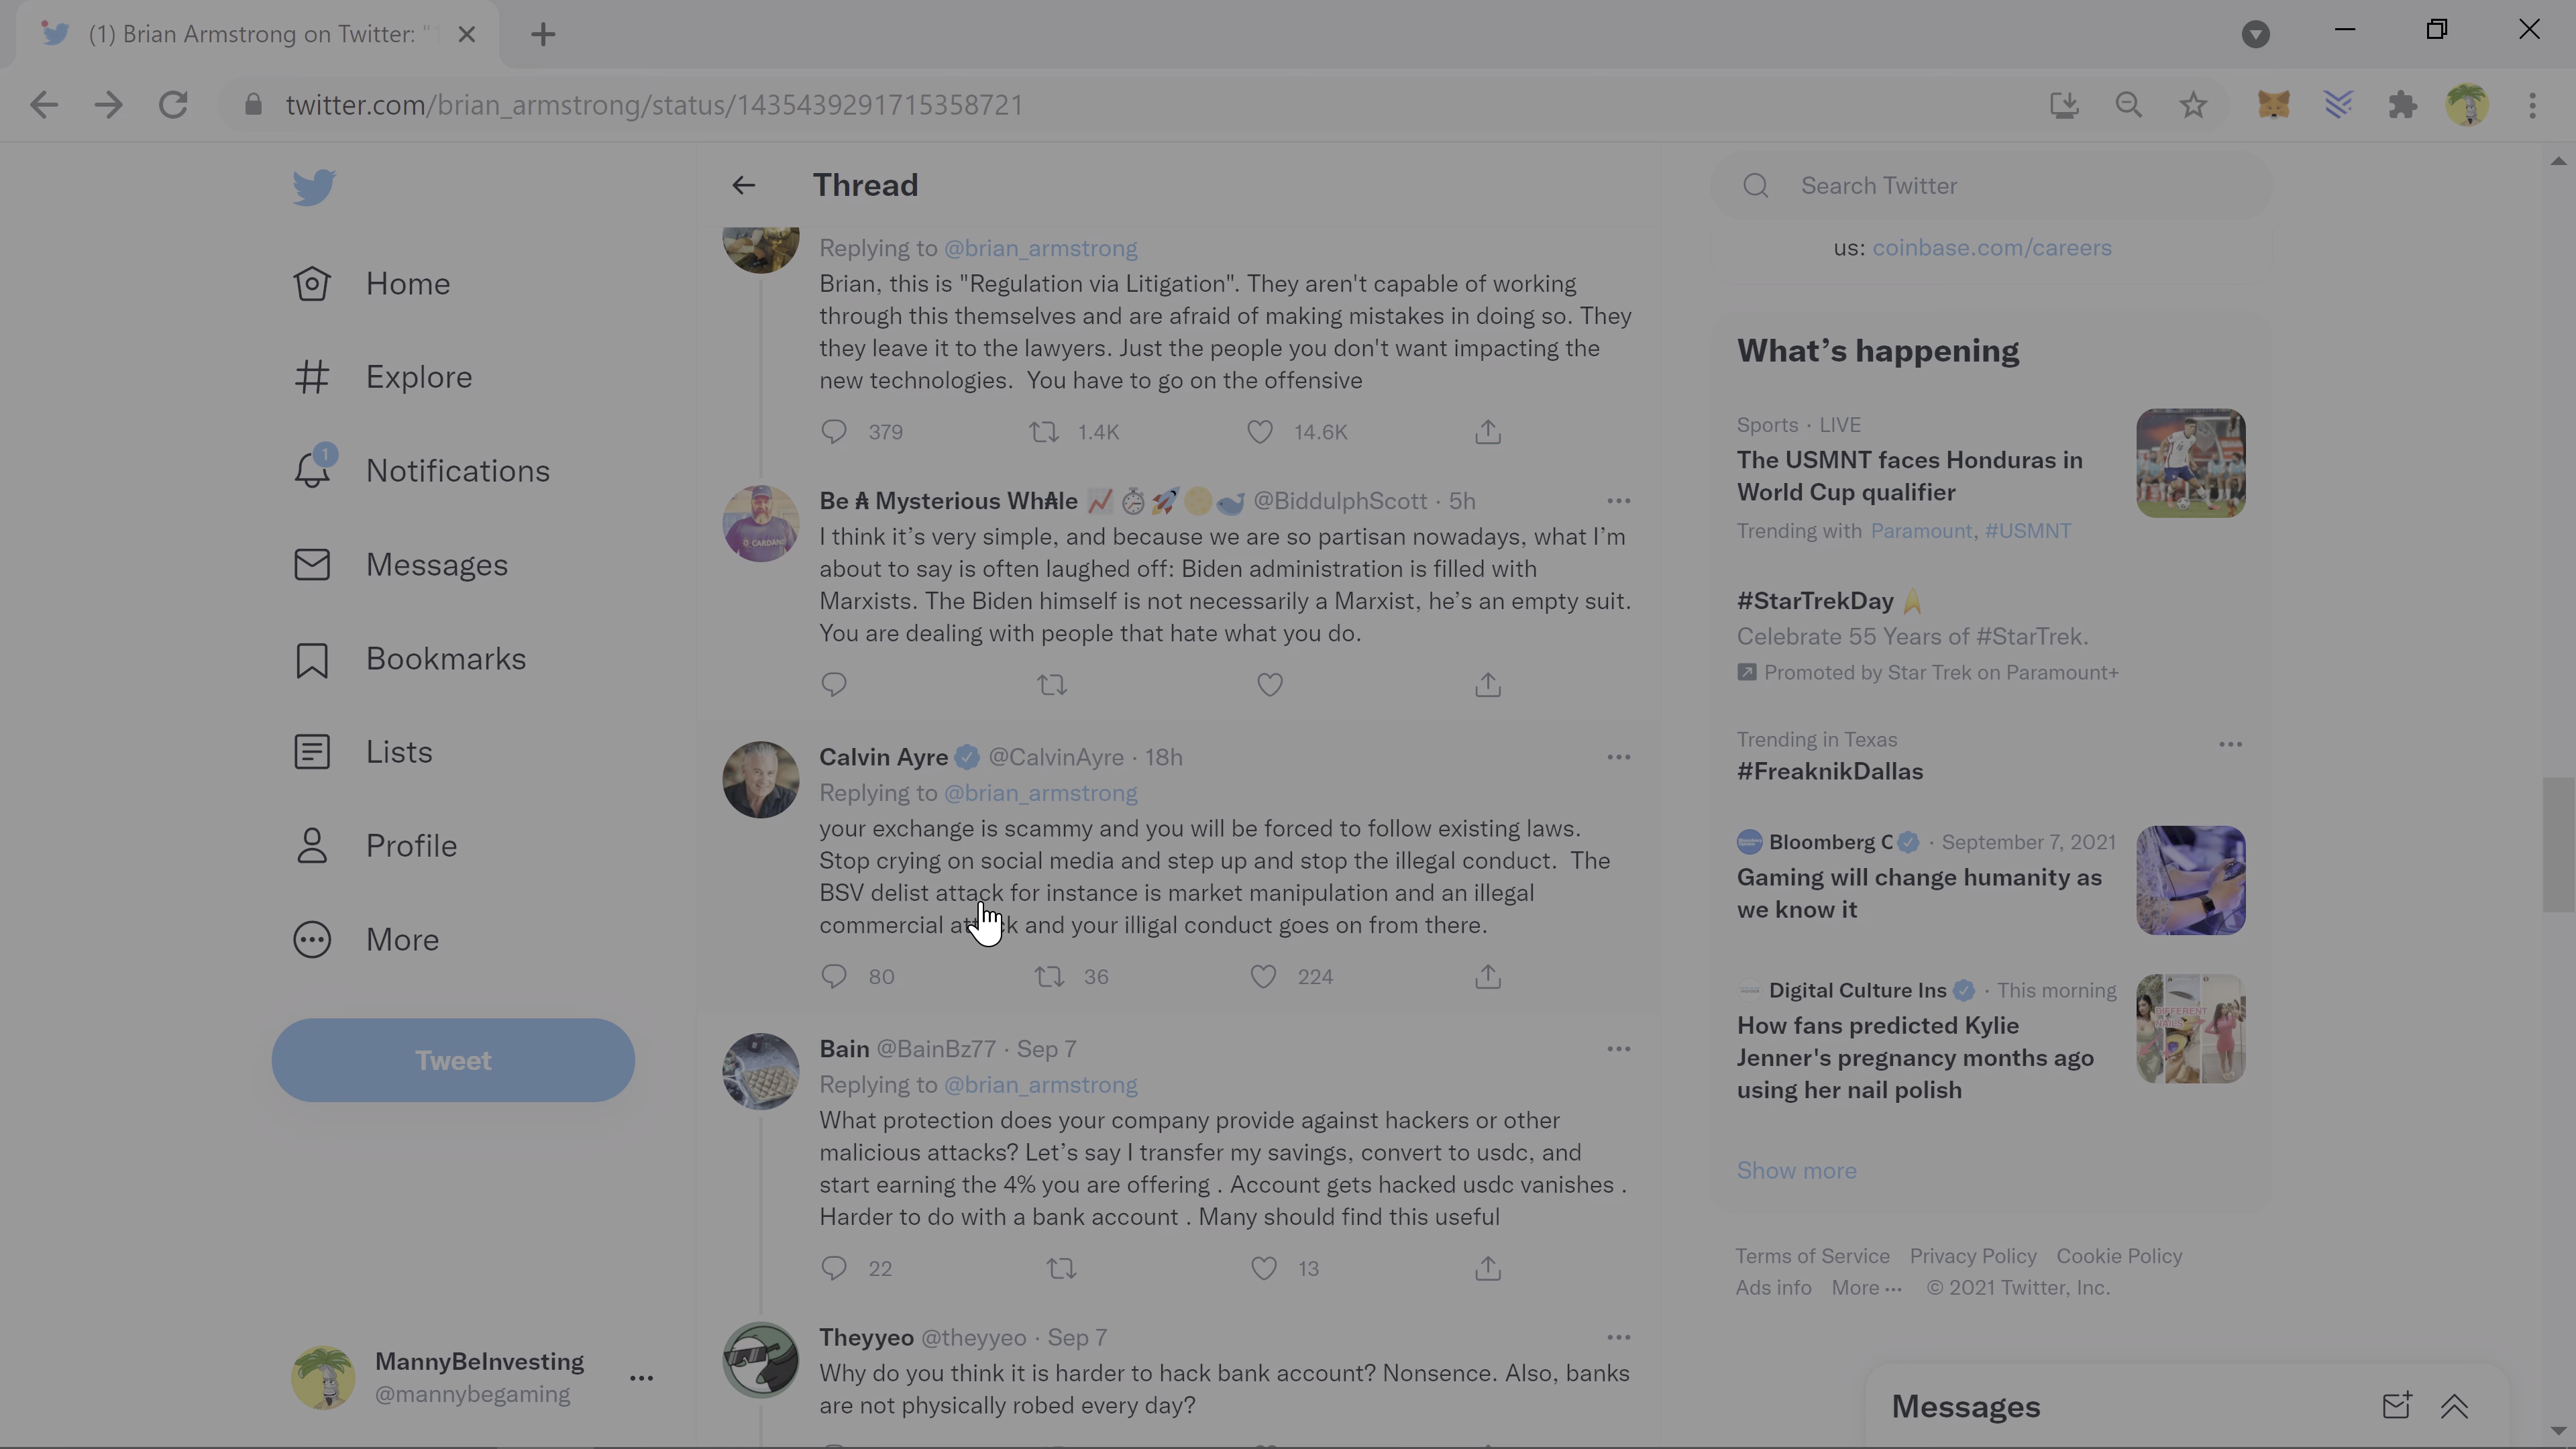 (1) Brian Armstrong on Twitter: "
twitter.com/brian_armstrong/status/1435439291715358721
Home
Explore
1
Notifications
Messages
Bookmarks
Lists
Profile
More
Tweet
MannyBeInvesting
@mannybegaming
Thread
Replying to @brian_armstrong
Brian, this is "Regulation via Litigation". They aren't capable of working
through this themselves and are afraid of making mistakes in doing so. They
they leave it to the lawyers. Just the people you don't want impacting the
new technologies.  You have to go on the offensive
379 1.4K 14.6K
Be ₳ Mysterious Wh₳le 📈⏱🚀🌕🐳 @BiddulphScott · 5h
I think it’s very simple, and because we are so partisan nowadays, what I’m
about to say is often laughed off: Biden administration is filled with
Marxists. The Biden himself is not necessarily a Marxist, he’s an empty suit.
You are dealing with people that hate what you do.
CARDANO
Calvin Ayre @CalvinAyre · 18h
Replying to @brian_armstrong
your exchange is scammy and you will be forced to follow existing laws.
Stop crying on social media and step up and stop the illegal conduct.  The
BSV delist attack for instance is market manipulation and an illegal
commercial attack and your illigal conduct goes on from there.
80 36 224
Bain @BainBz77 · Sep 7
Replying to @brian_armstrong
What protection does your company provide against hackers or other
malicious attacks? Let’s say I transfer my savings, convert to usdc, and
start earning the 4% you are offering . Account gets hacked usdc vanishes .
Harder to do with a bank account . Many should find this useful
22 13
Theyyeo @theyyeo · Sep 7
Why do you think it is harder to hack bank account? Nonsence. Also, banks
are not physically robed every day?
Search Twitter
us: coinbase.com/careers
What’s happening
Sports · LIVE
The USMNT faces Honduras in
World Cup qualifier
Trending with Paramount, #USMNT
#StarTrekDay
Celebrate 55 Years of #StarTrek.
Promoted by Star Trek on Paramount+
Trending in Texas
#FreaknikDallas
Bloomberg O · September 7, 2021
Gaming will change humanity as
we know it
Digital Culture Ins · This morning
How fans predicted Kylie
Jenner's pregnancy months ago
using her nail polish
DIFFERENT
NAILS
Show more
Terms of Service Privacy Policy Cookie Policy
Ads info More ··· © 2021 Twitter, Inc.
Messages